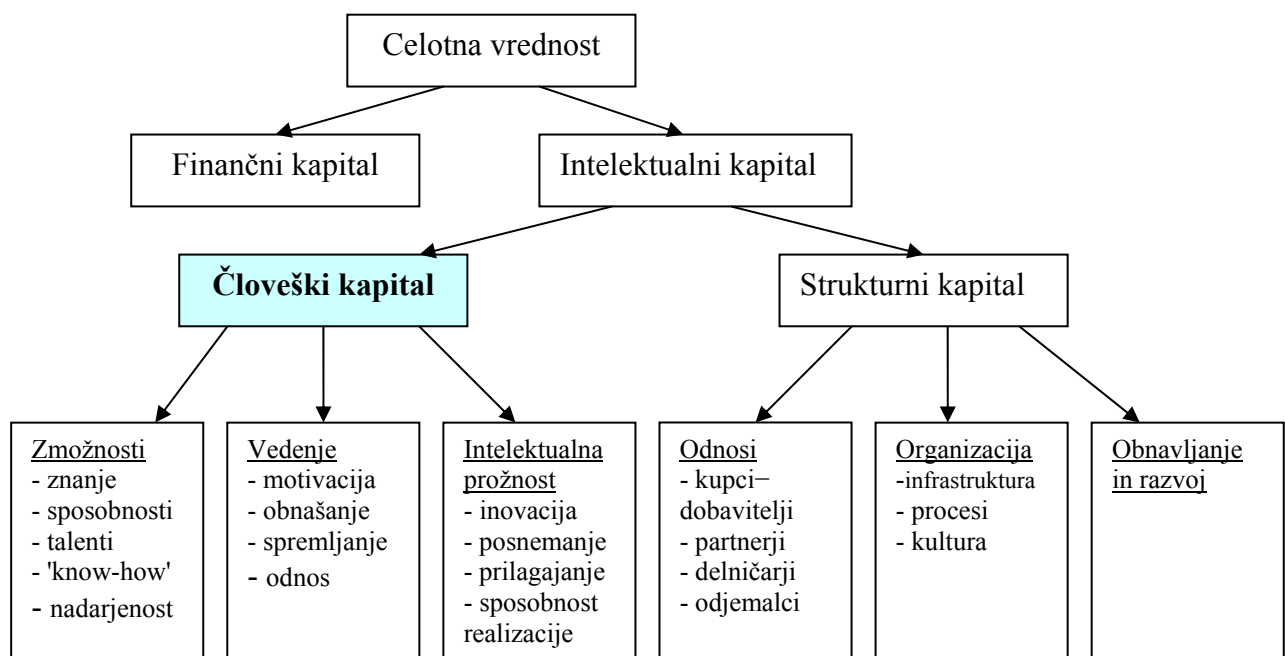 Celotna vrednost
Finančni kapital
Intelektualni kapital
Človeški kapital
Strukturni kapital
Zmožnosti
- znanje
- sposobnosti
- talenti
- 'know-how'
- nadarjenost
Vedenje
- motivacija
- obnašanje
- spremljanje
- odnos
Intelektualna
prožnost
- inovacija
- posnemanje
- prilagajanje
- sposobnost
realizacije
Odnosi
- kupci−
dobavitelji
- partnerji
- delničarji
- odjemalci
Organizacija
-infrastruktura
- procesi
- kultura
Obnavljanje
in razvoj